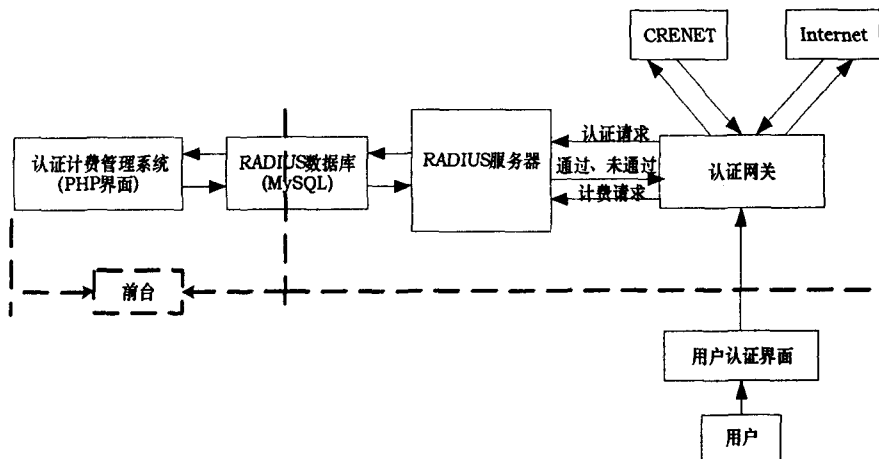 CRENET
Internet
认证计费管理系统
(PHP界面)
RADIUS数据库
(MySQL)
RADIUS服务器
认证请求
通过、未通过
计费请求
认证网关
前台
用户认证界面
用户